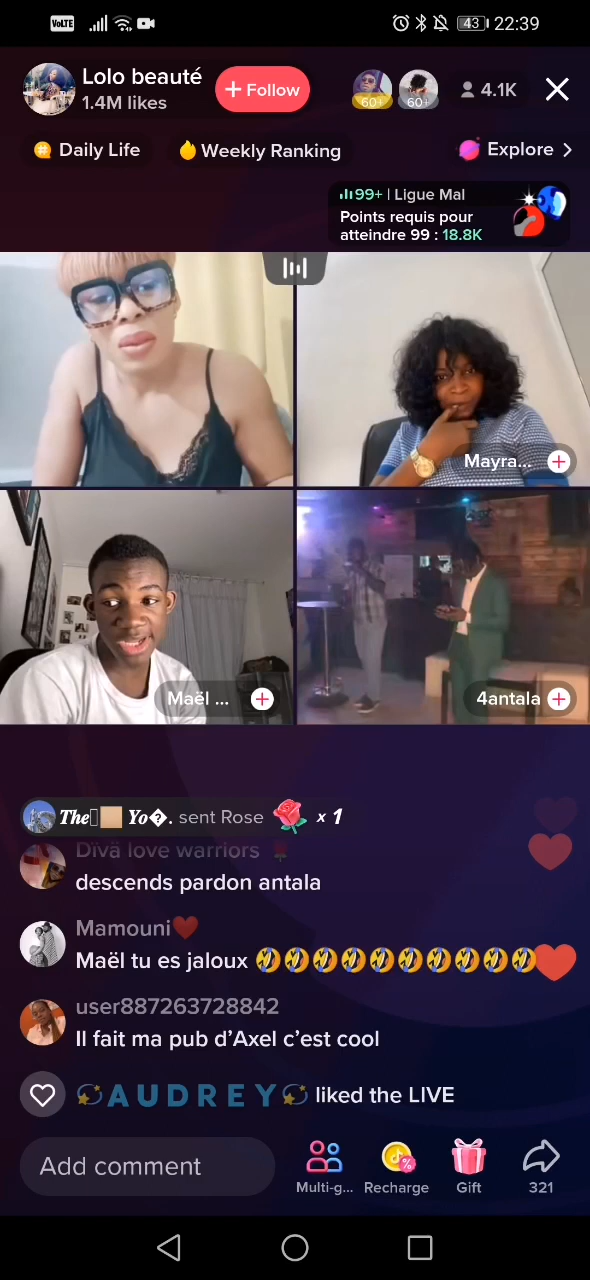 VoLTE
43 22:39
Lolo beauté
1.4M likes
+ Follow
60+ 60+
4.1K
Daily Life
Weekly Ranking
Explore >
99+ | Ligue Mal
Points requis pour
atteindre 99 : 18.8K
Mayra...
Maël ...
4antala
sent Rose x 1
Dïvä love warriors
descends pardon antala
Mamouni❤️
Maël tu es jaloux 🤣🤣🤣🤣🤣🤣🤣🤣🤣🤣
user887263728842
Il fait ma pub d’Axel c’est cool
💫A U D R E Y💫 liked the LIVE
Add comment
Multi-g...
Recharge
Gift
321